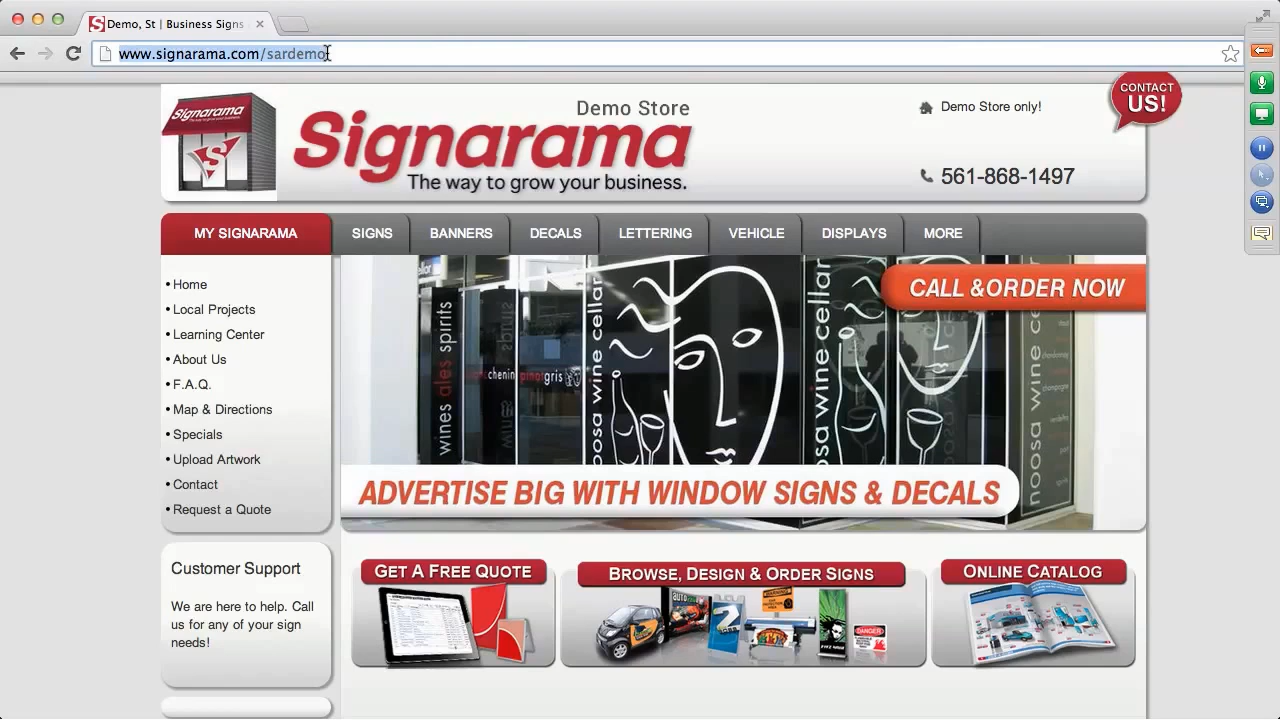 Demo, St | Business Signs
www.signarama.com/sardemo
CONTACT
US!
Signarama
Demo Store
Signarama
The way to grow your business.
Demo Store only!
561-868-1497
MY SIGNARAMA
SIGNS
BANNERS
DECALS
LETTERING
VEHICLE
DISPLAYS
MORE
• Home
• Local Projects
• Learning Center
• About Us
• F.A.Q.
• Map & Directions
• Specials
• Upload Artwork
• Contact
• Request a Quote
CALL &ORDER NOW
wines ales spirits
chenin pinot gris
noosa wine cellar
noosa wine cellar
noosa wine cellar
ADVERTISE BIG WITH WINDOW SIGNS & DECALS
Customer Support
We are here to help. Call
us for any of your sign
needs!
GET A FREE QUOTE
BROWSE, DESIGN & ORDER SIGNS
ONLINE CATALOG
DANGER